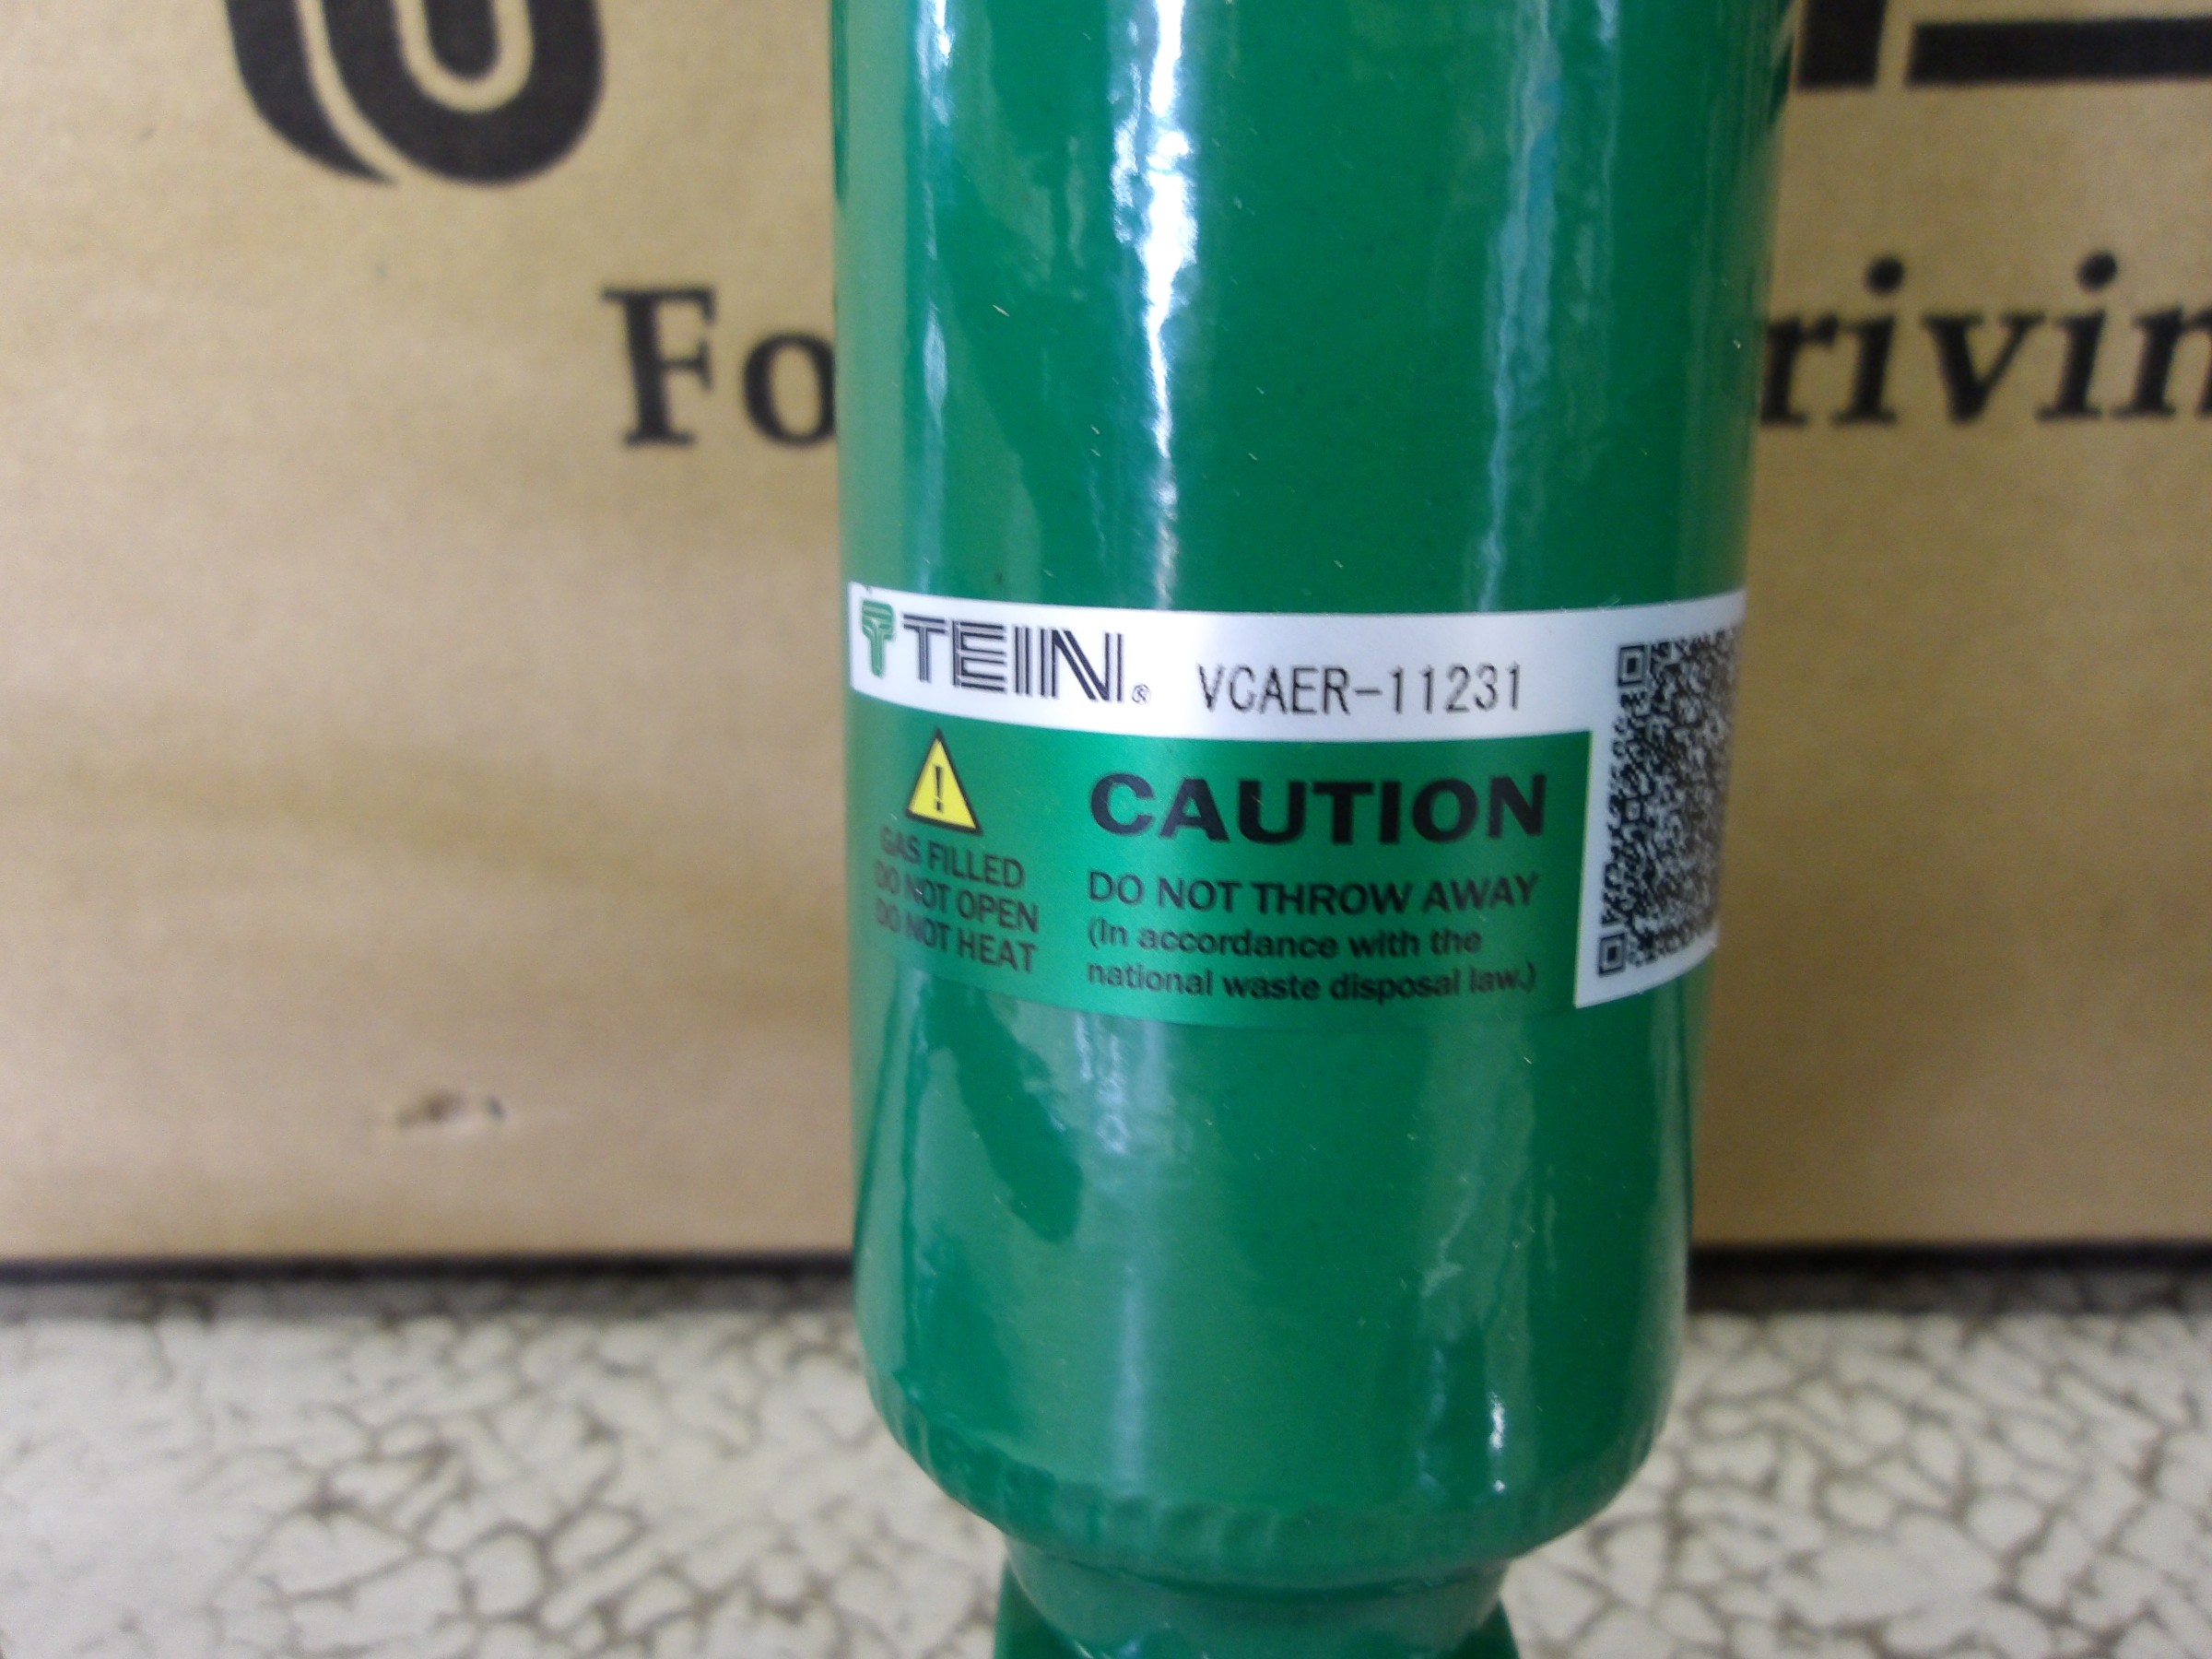 Fo rivin
TEIN® VCAER-11231
CAUTION
GAS FILLED
DO NOT OPEN
DO NOT HEAT
DO NOT THROW AWAY
(In accordance with the
national waste disposal law.)